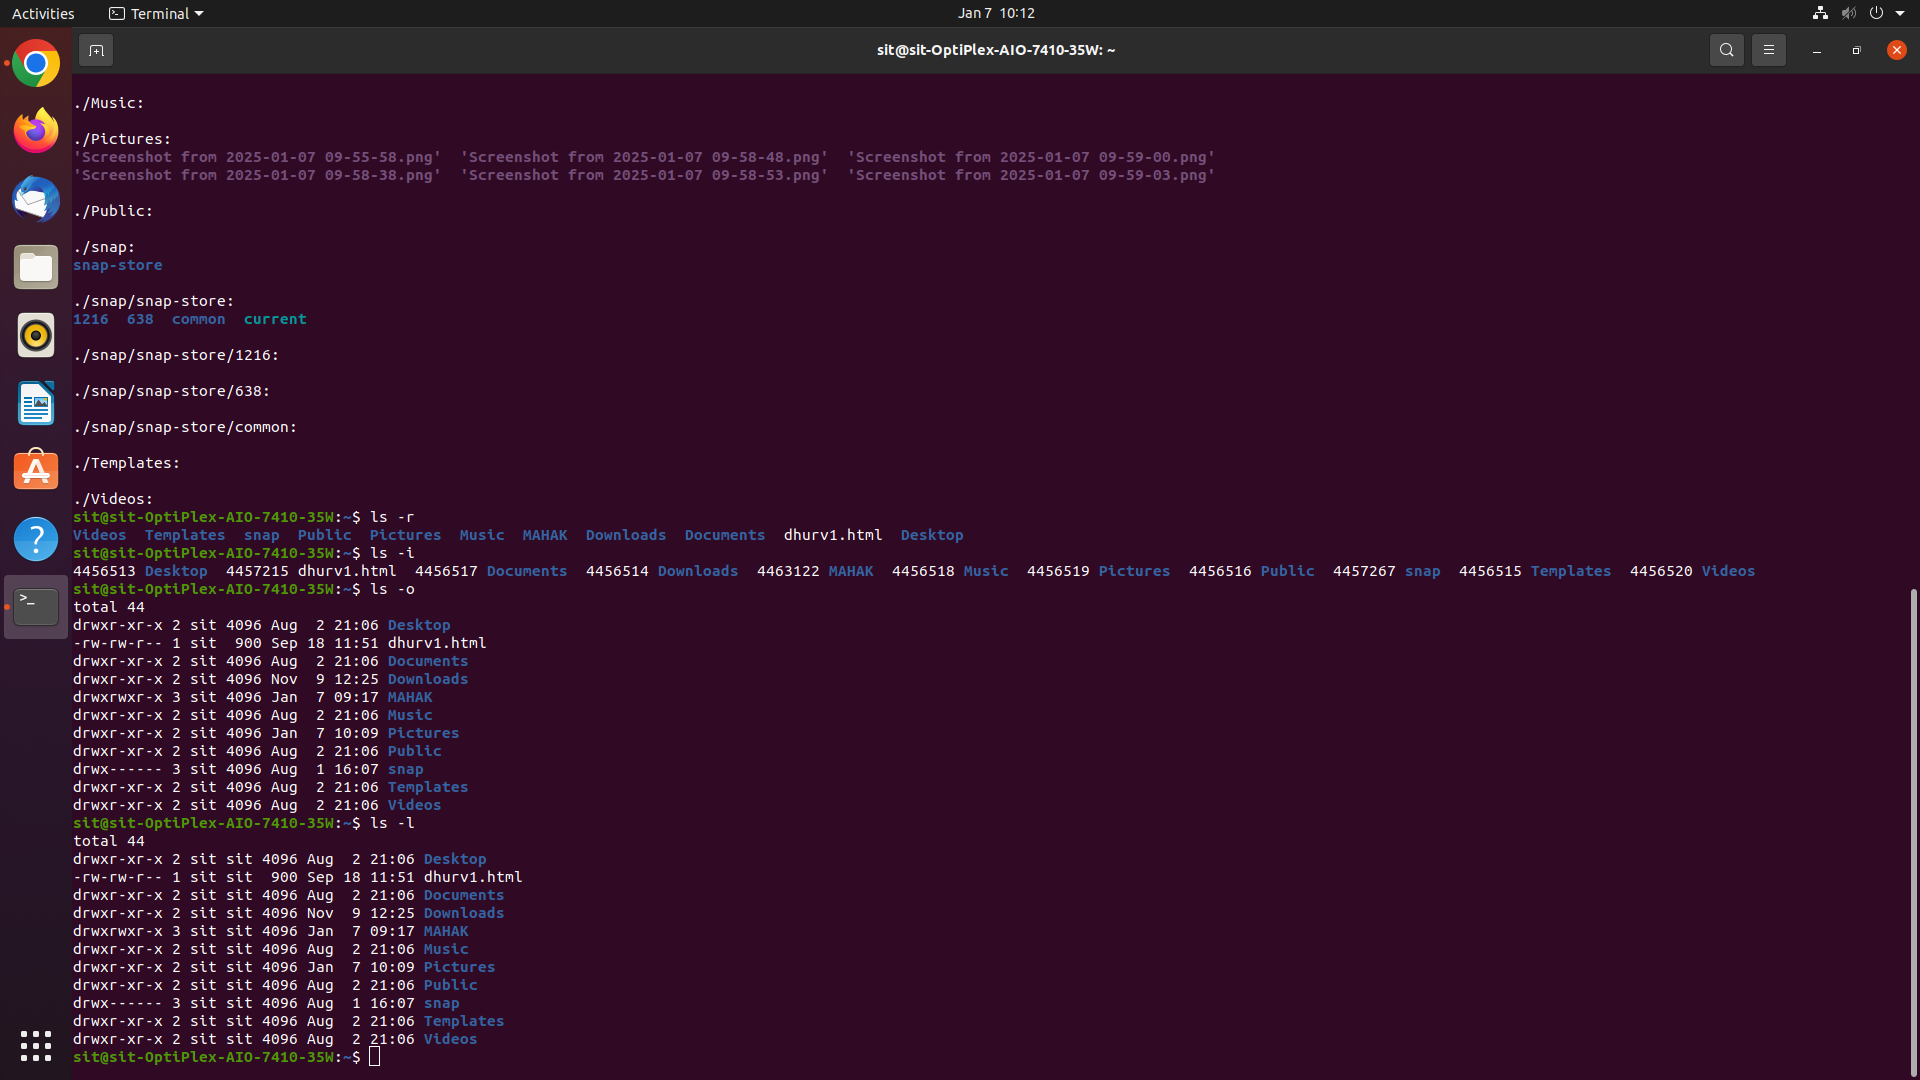 Activities Terminal Jan 7 10:12
sit@sit-OptiPlex-AIO-7410-35W: ~
./Music:
./Pictures:
'Screenshot from 2025-01-07 09-55-58.png'  'Screenshot from 2025-01-07 09-58-48.png'  'Screenshot from 2025-01-07 09-59-00.png'
'Screenshot from 2025-01-07 09-58-38.png'  'Screenshot from 2025-01-07 09-58-53.png'  'Screenshot from 2025-01-07 09-59-03.png'
./Public:
./snap:
snap-store
./snap/snap-store:
1216  638  common  current
./snap/snap-store/1216:
./snap/snap-store/638:
./snap/snap-store/common:
./Templates:
./Videos:
sit@sit-OptiPlex-AIO-7410-35W:~$ ls -r
Videos  Templates  snap  Public  Pictures  Music  MAHAK  Downloads  Documents  dhurv1.html  Desktop
sit@sit-OptiPlex-AIO-7410-35W:~$ ls -i
4456513 Desktop  4457215 dhurv1.html  4456517 Documents  4456514 Downloads  4463122 MAHAK  4456518 Music  4456519 Pictures  4456516 Public  4457267 snap  4456515 Templates  4456520 Videos
sit@sit-OptiPlex-AIO-7410-35W:~$ ls -o
total 44
drwxr-xr-x 2 sit 4096 Aug  2 21:06 Desktop
-rw-rw-r-- 1 sit  900 Sep 18 11:51 dhurv1.html
drwxr-xr-x 2 sit 4096 Aug  2 21:06 Documents
drwxr-xr-x 2 sit 4096 Nov  9 12:25 Downloads
drwxrwxr-x 3 sit 4096 Jan  7 09:17 MAHAK
drwxr-xr-x 2 sit 4096 Aug  2 21:06 Music
drwxr-xr-x 2 sit 4096 Jan  7 10:09 Pictures
drwxr-xr-x 2 sit 4096 Aug  2 21:06 Public
drwx------ 3 sit 4096 Aug  1 16:07 snap
drwxr-xr-x 2 sit 4096 Aug  2 21:06 Templates
drwxr-xr-x 2 sit 4096 Aug  2 21:06 Videos
sit@sit-OptiPlex-AIO-7410-35W:~$ ls -l
total 44
drwxr-xr-x 2 sit sit 4096 Aug  2 21:06 Desktop
-rw-rw-r-- 1 sit sit  900 Sep 18 11:51 dhurv1.html
drwxr-xr-x 2 sit sit 4096 Aug  2 21:06 Documents
drwxr-xr-x 2 sit sit 4096 Nov  9 12:25 Downloads
drwxrwxr-x 3 sit sit 4096 Jan  7 09:17 MAHAK
drwxr-xr-x 2 sit sit 4096 Aug  2 21:06 Music
drwxr-xr-x 2 sit sit 4096 Jan  7 10:09 Pictures
drwxr-xr-x 2 sit sit 4096 Aug  2 21:06 Public
drwx------ 3 sit sit 4096 Aug  1 16:07 snap
drwxr-xr-x 2 sit sit 4096 Aug  2 21:06 Templates
drwxr-xr-x 2 sit sit 4096 Aug  2 21:06 Videos
sit@sit-OptiPlex-AIO-7410-35W:~$